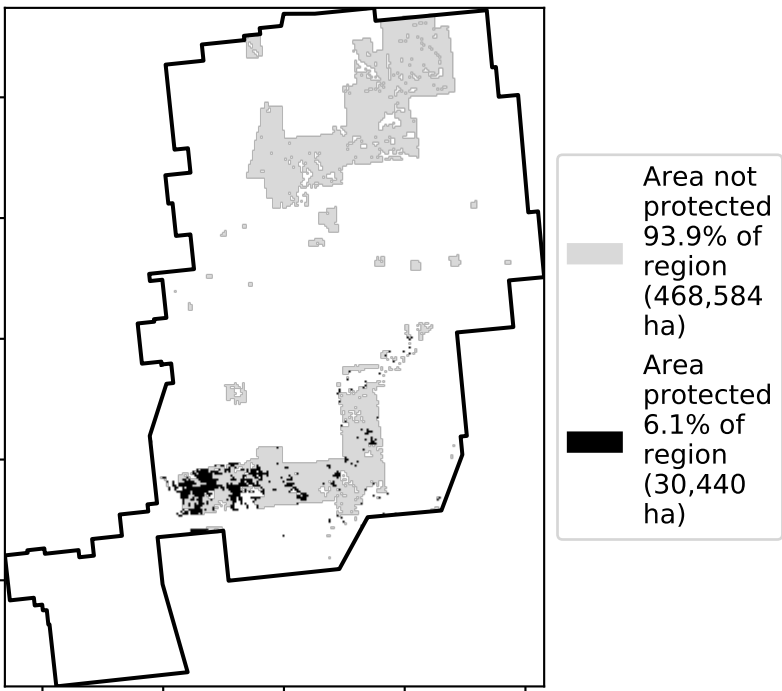 Area not
protected
93.9% of
region
(468,584
ha)
Area
protected
6.1% of
region
(30,440
ha)